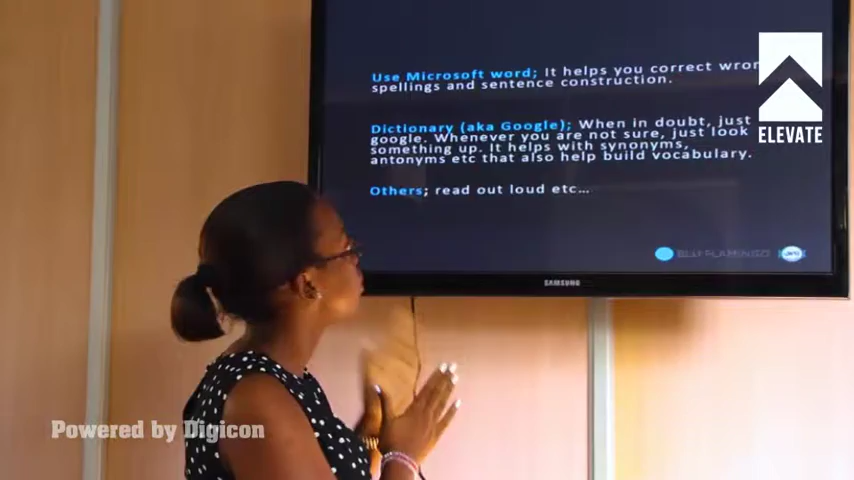 Use Microsoft word; It helps you correct
spellings and sentence construction.
Dictionary (aka Google); When in doubt, just
google. Whenever you are not sure, just look
something up. It helps with synonyms,
antonyms etc that also help build vocabulary.
Others; read out loud etc...
ELEVATE
BLU FLAMINGO
SAMSUNG
Powered by Digicon